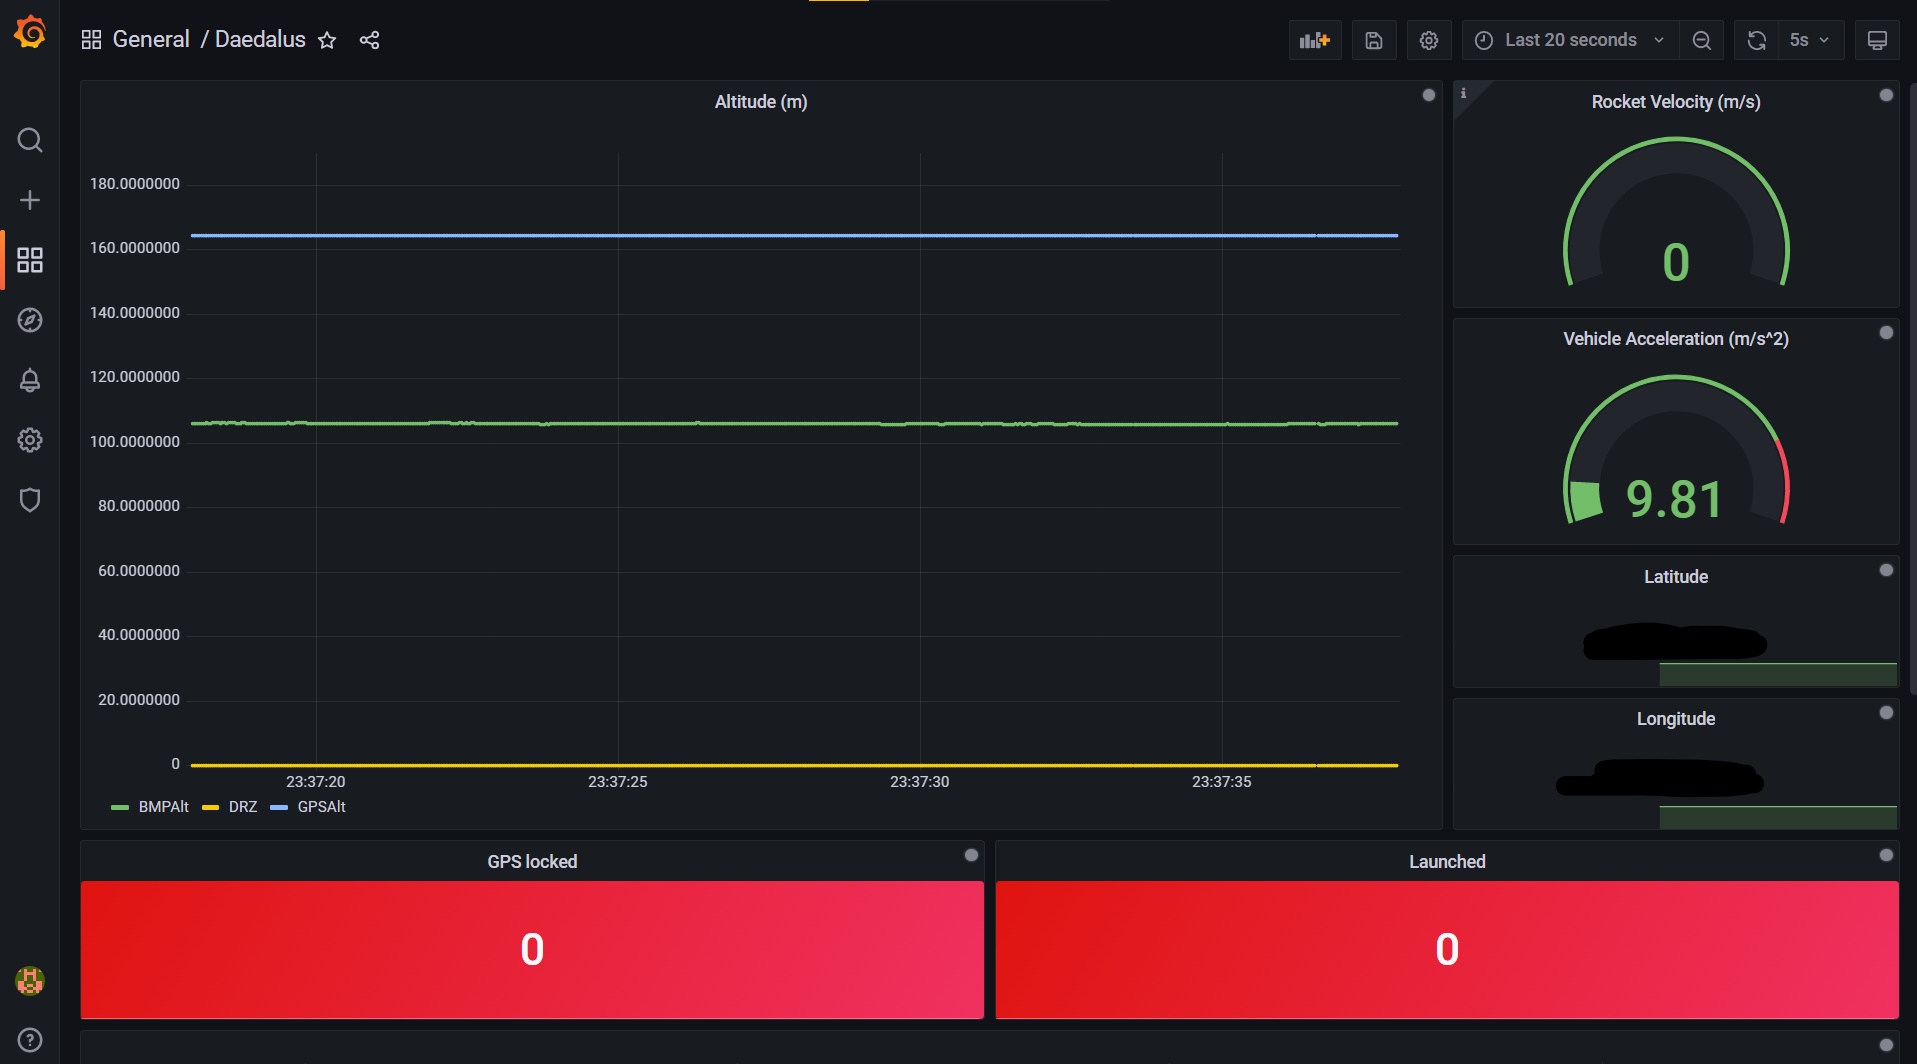 General / Daedalus
Last 20 seconds
5s
Altitude (m)
180.0000000
160.0000000
140.0000000
120.0000000
100.0000000
80.0000000
60.0000000
40.0000000
20.0000000
0
23:37:20 23:37:25 23:37:30 23:37:35
BMPAlt DRZ GPSAlt
i
Rocket Velocity (m/s)
0
Vehicle Acceleration (m/s^2)
9.81
Latitude
Longitude
GPS locked
0
Launched
0